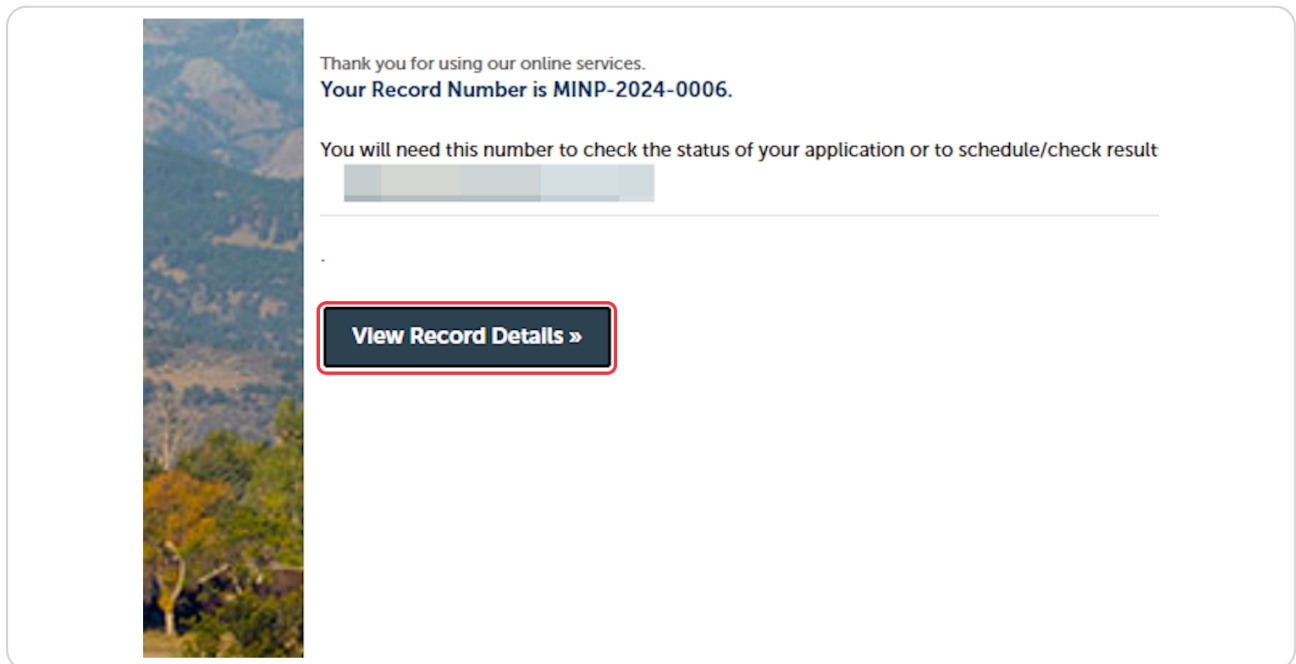 Thank you for using our online services.
Your Record Number is MINP-2024-0006.
You will need this number to check the status of your application or to schedule/check result
.
View Record Details »